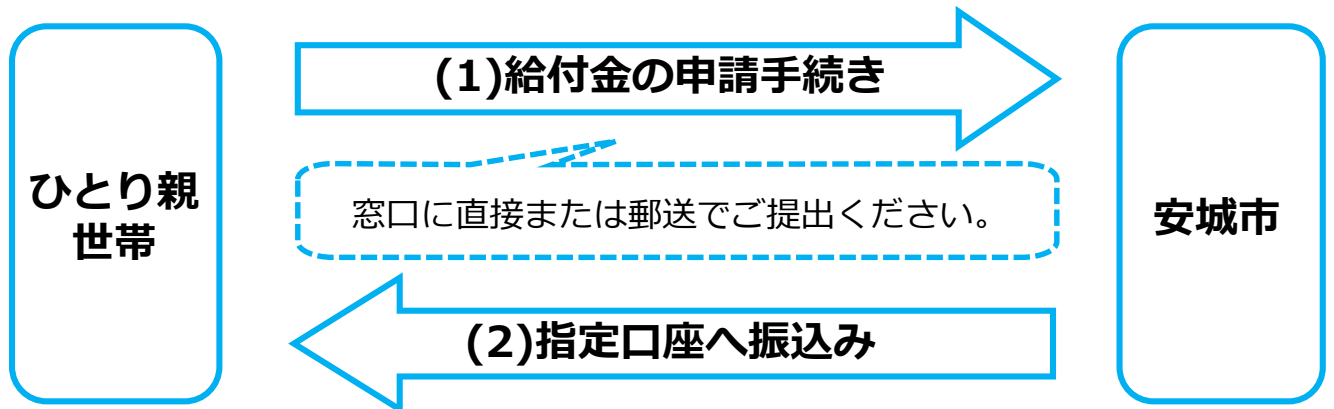 (1)給付金の申請手続き
ひとり親
世帯
窓口に直接または郵送でご提出ください。
安城市
(2)指定口座へ振込み